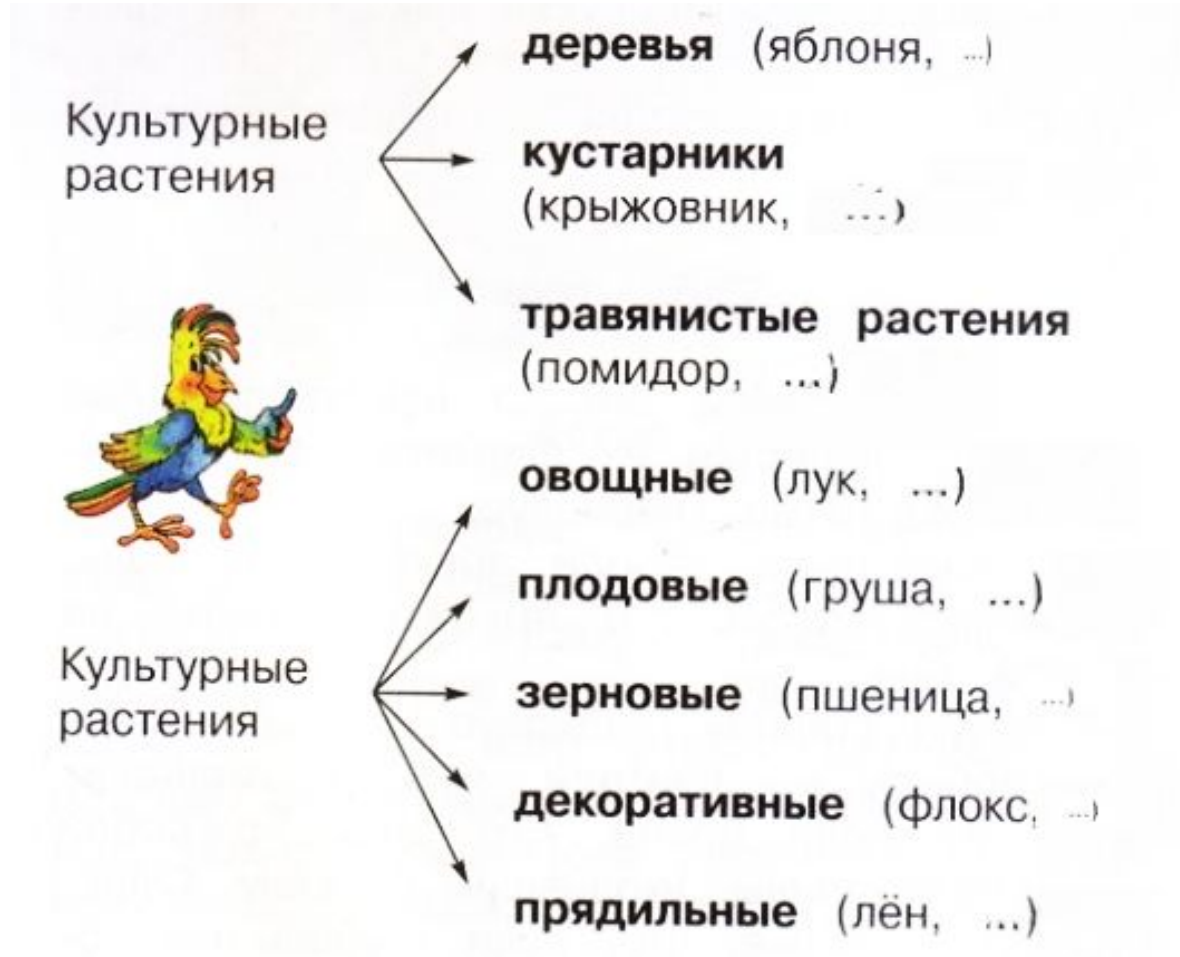 деревья (яблоня, ...)
Культурные
растения
кустарники
(крыжовник, ...)
травянистые растения
(помидор, ...)
овощные (лук, ...)
плодовые (груша, ...)
Культурные
растения
зерновые (пшеница, ...)
декоративные (флокс, ...)
прядильные (лён, ...)